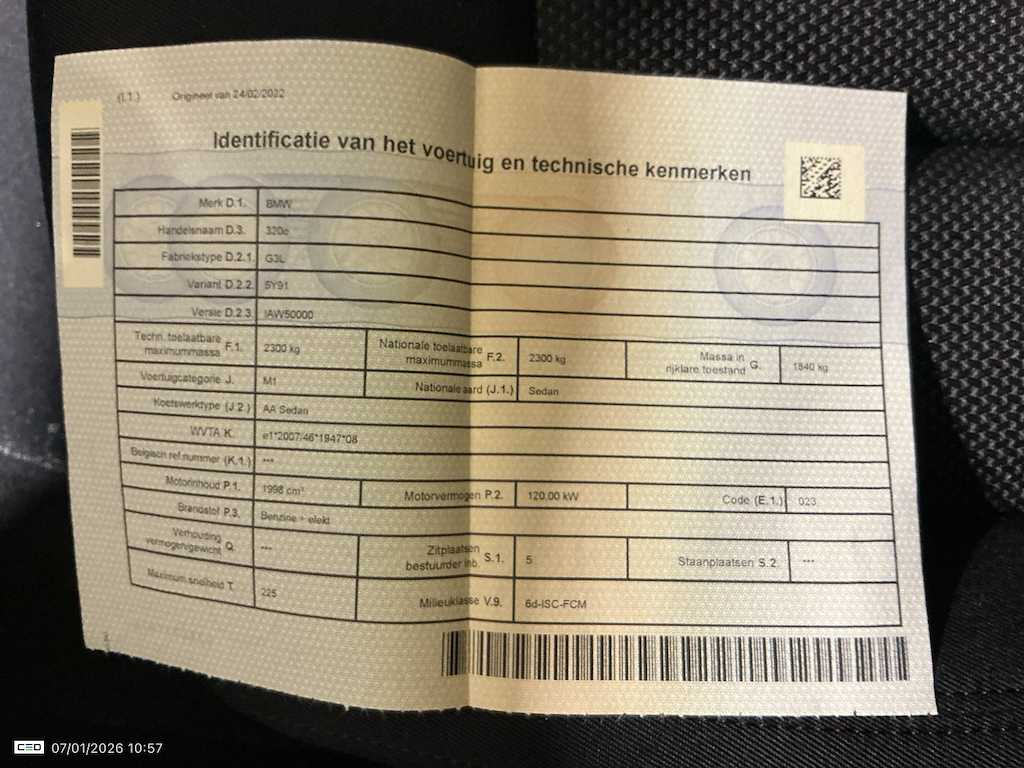 (I.1.) Origineel van 24/02/2022
Identificatie van het voertuig en technische kenmerken
Merk D.1. BMW
Handelsnaam D.3. 320e
Fabriekstype D.2.1. G3L
Variant D.2.2. 5Y91
Versie D.2.3. IAW50000
Techn. toelaatbare maximummassa F.1. 2300 kg Nationale toelaatbare maximummassa F.2. 2300 kg Massa in rijklare toestand G. 1840 kg
Voertuigcategorie J. M1 Nationale aard (J.1.) Sedan
Koetswerktype (J.2.) AA Sedan
WVTA K. e1*2007/46*1947*08
Belgisch ref.nummer (K.1.) ---
Motorinhoud P.1. 1998 cm³ Motorvermogen P.2. 120,00 kW Code (E.1.) 023
Brandstof P.3. Benzine + elekt
Verhouding vermogen/gewicht Q. --- Zitplaatsen bestuurder inb. S.1. 5 Staanplaatsen S.2. ---
Maximum snelheid T. 225 Milieuklasse V.9. 6d-ISC-FCM
CEO 07/01/2026 10:57